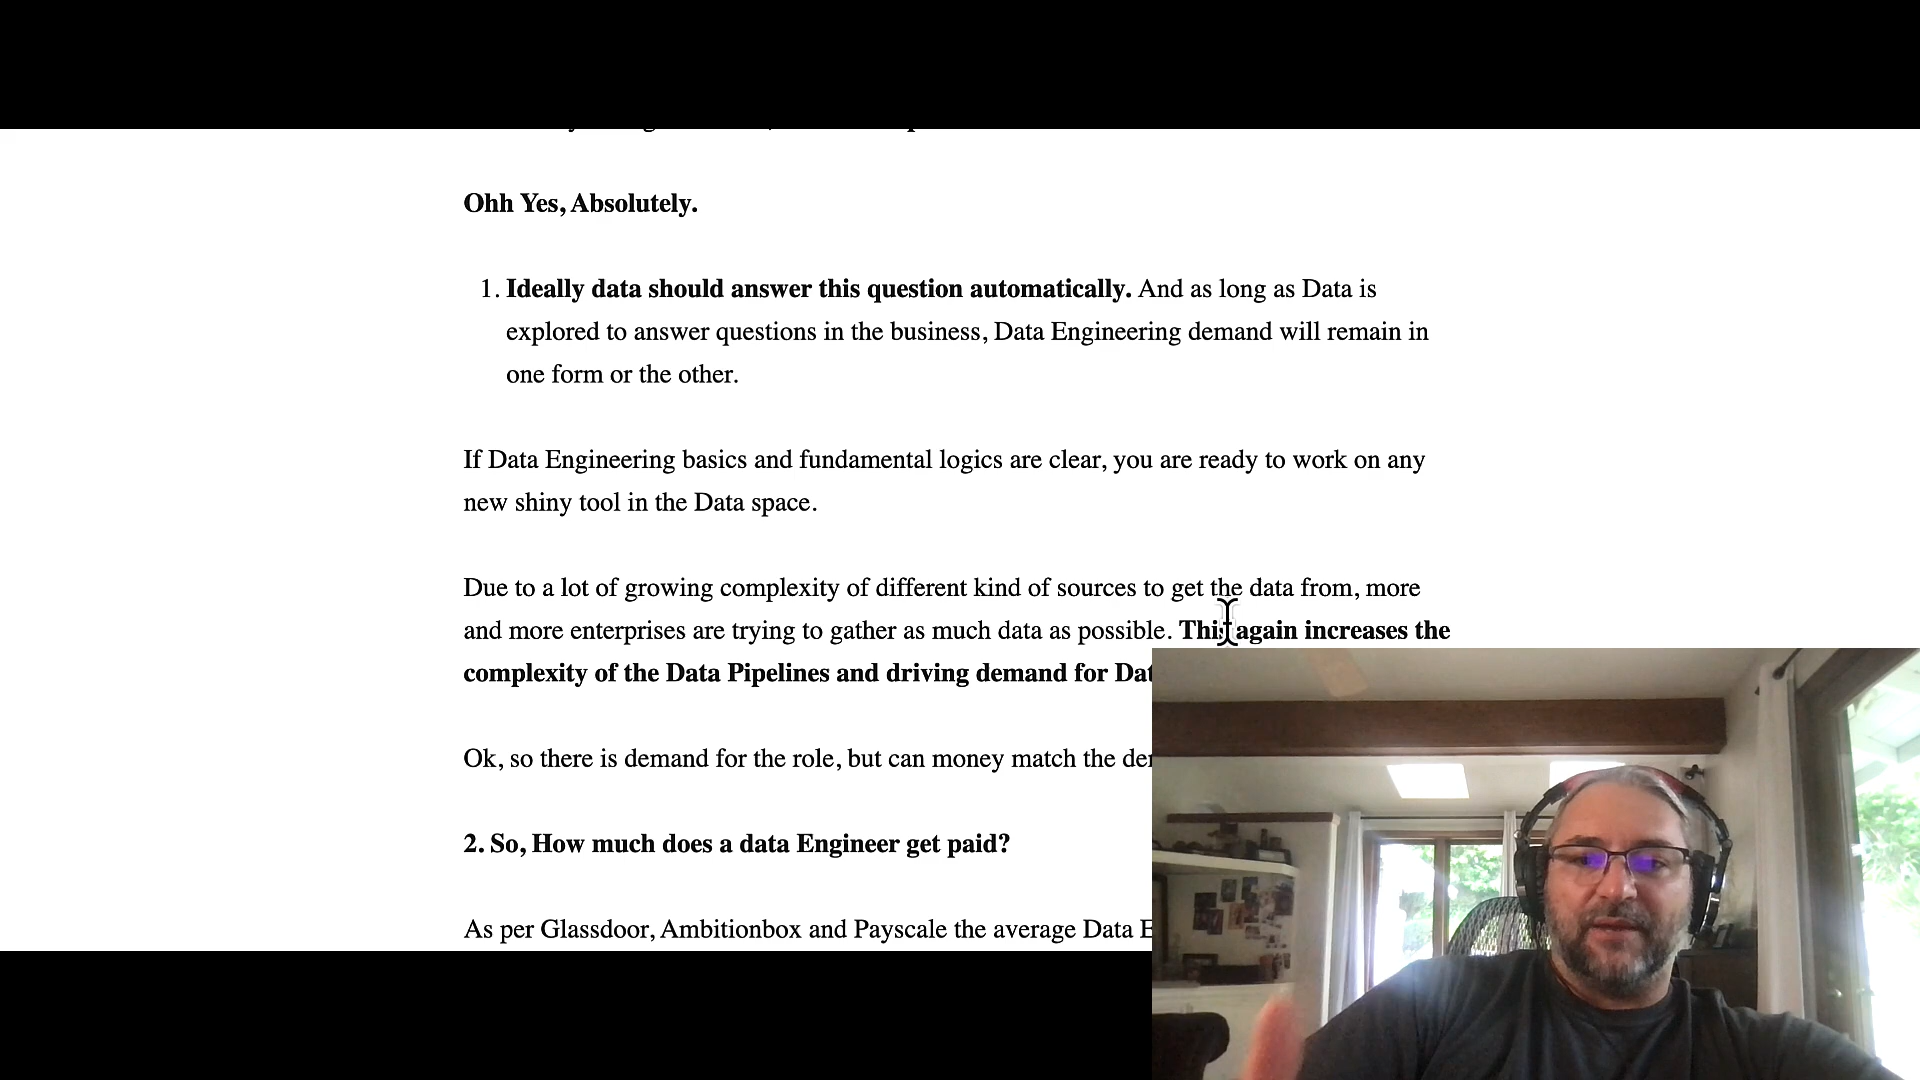 Ohh Yes, Absolutely.
1. Ideally data should answer this question automatically. And as long as Data is
explored to answer questions in the business, Data Engineering demand will remain in
one form or the other.
If Data Engineering basics and fundamental logics are clear, you are ready to work on any
new shiny tool in the Data space.
Due to a lot of growing complexity of different kind of sources to get the data from, more
and more enterprises are trying to gather as much data as possible. This again increases the
complexity of the Data Pipelines and driving demand for
Ok, so there is demand for the role, but can money match the
2. So, How much does a data Engineer get paid?
As per Glassdoor, Ambitionbox and Payscale the average Data